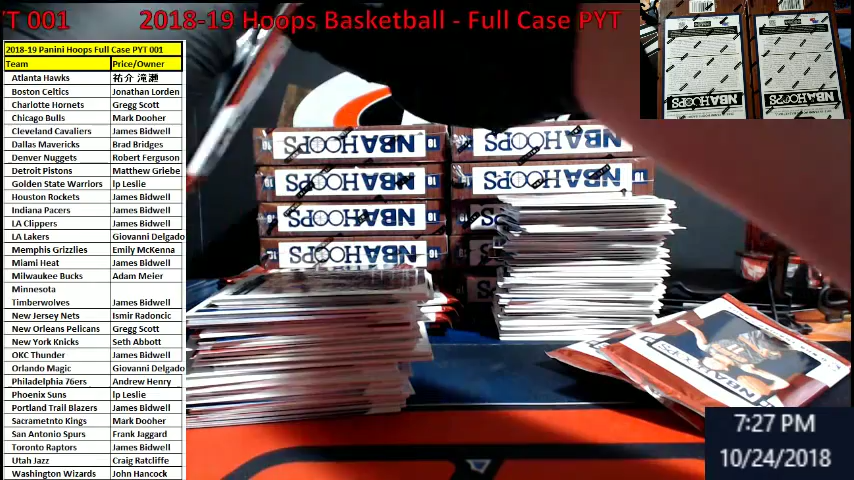 T 001 2018-19 Hoops Basketball - Full Case PYT
2018-19 Panini Hoops Full Case PYT 001
Team Price/Owner
Atlanta Hawks 祐介 滝瀬
Boston Celtics Jonathan Lorden
Charlotte Hornets Gregg Scott
Chicago Bulls Mark Dooher
Cleveland Cavaliers James Bidwell
Dallas Mavericks Brad Bridges
Denver Nuggets Robert Ferguson
Detroit Pistons Matthew Griebe
Golden State Warriors lp Leslie
Houston Rockets James Bidwell
Indiana Pacers James Bidwell
LA Clippers James Bidwell
LA Lakers Giovanni Delgado
Memphis Grizzlies Emily McKenna
Miami Heat James Bidwell
Milwaukee Bucks Adam Meier
Minnesota
Timberwolves James Bidwell
New Jersey Nets Ismir Radoncic
New Orleans Pelicans Gregg Scott
New York Knicks Seth Abbott
OKC Thunder James Bidwell
Orlando Magic Giovanni Delgado
Philadelphia 76ers Andrew Henry
Phoenix Suns lp Leslie
Portland Trail Blazers James Bidwell
Sacrametnto Kings Mark Dooher
San Antonio Spurs Frank Jaggard
Toronto Raptors James Bidwell
Utah Jazz Craig Ratcliffe
Washington Wizards John Hancock
NBA HOOPS
NBA HOOPS
NBA HOOPS
NBA HOOPS
NBA HOOPS
NBA HOOPS
NBA HOOPS
NBA HOOPS
7:27 PM
10/24/2018